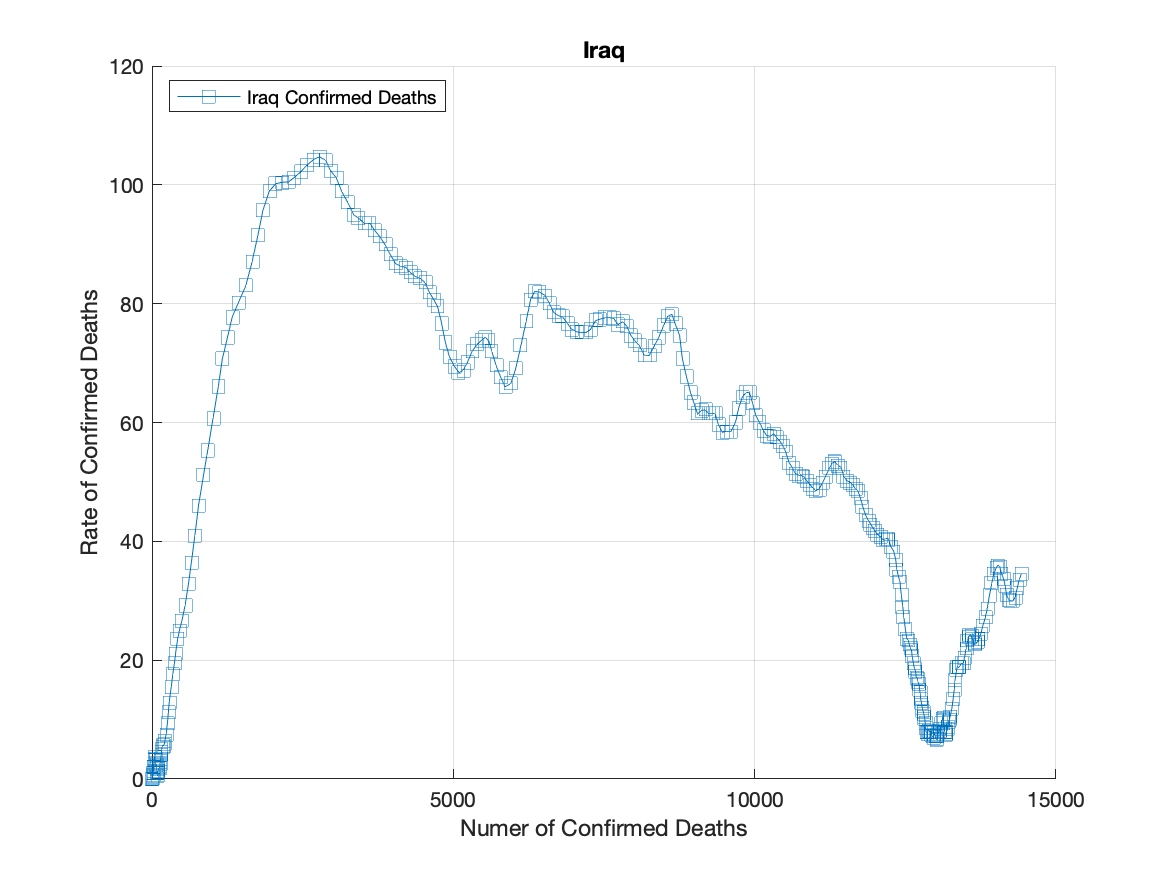 Iraq
Iraq Confirmed Deaths
120
100
80
60
40
20
0
Rate of Confirmed Deaths
0 5000 10000 15000
Numer of Confirmed Deaths